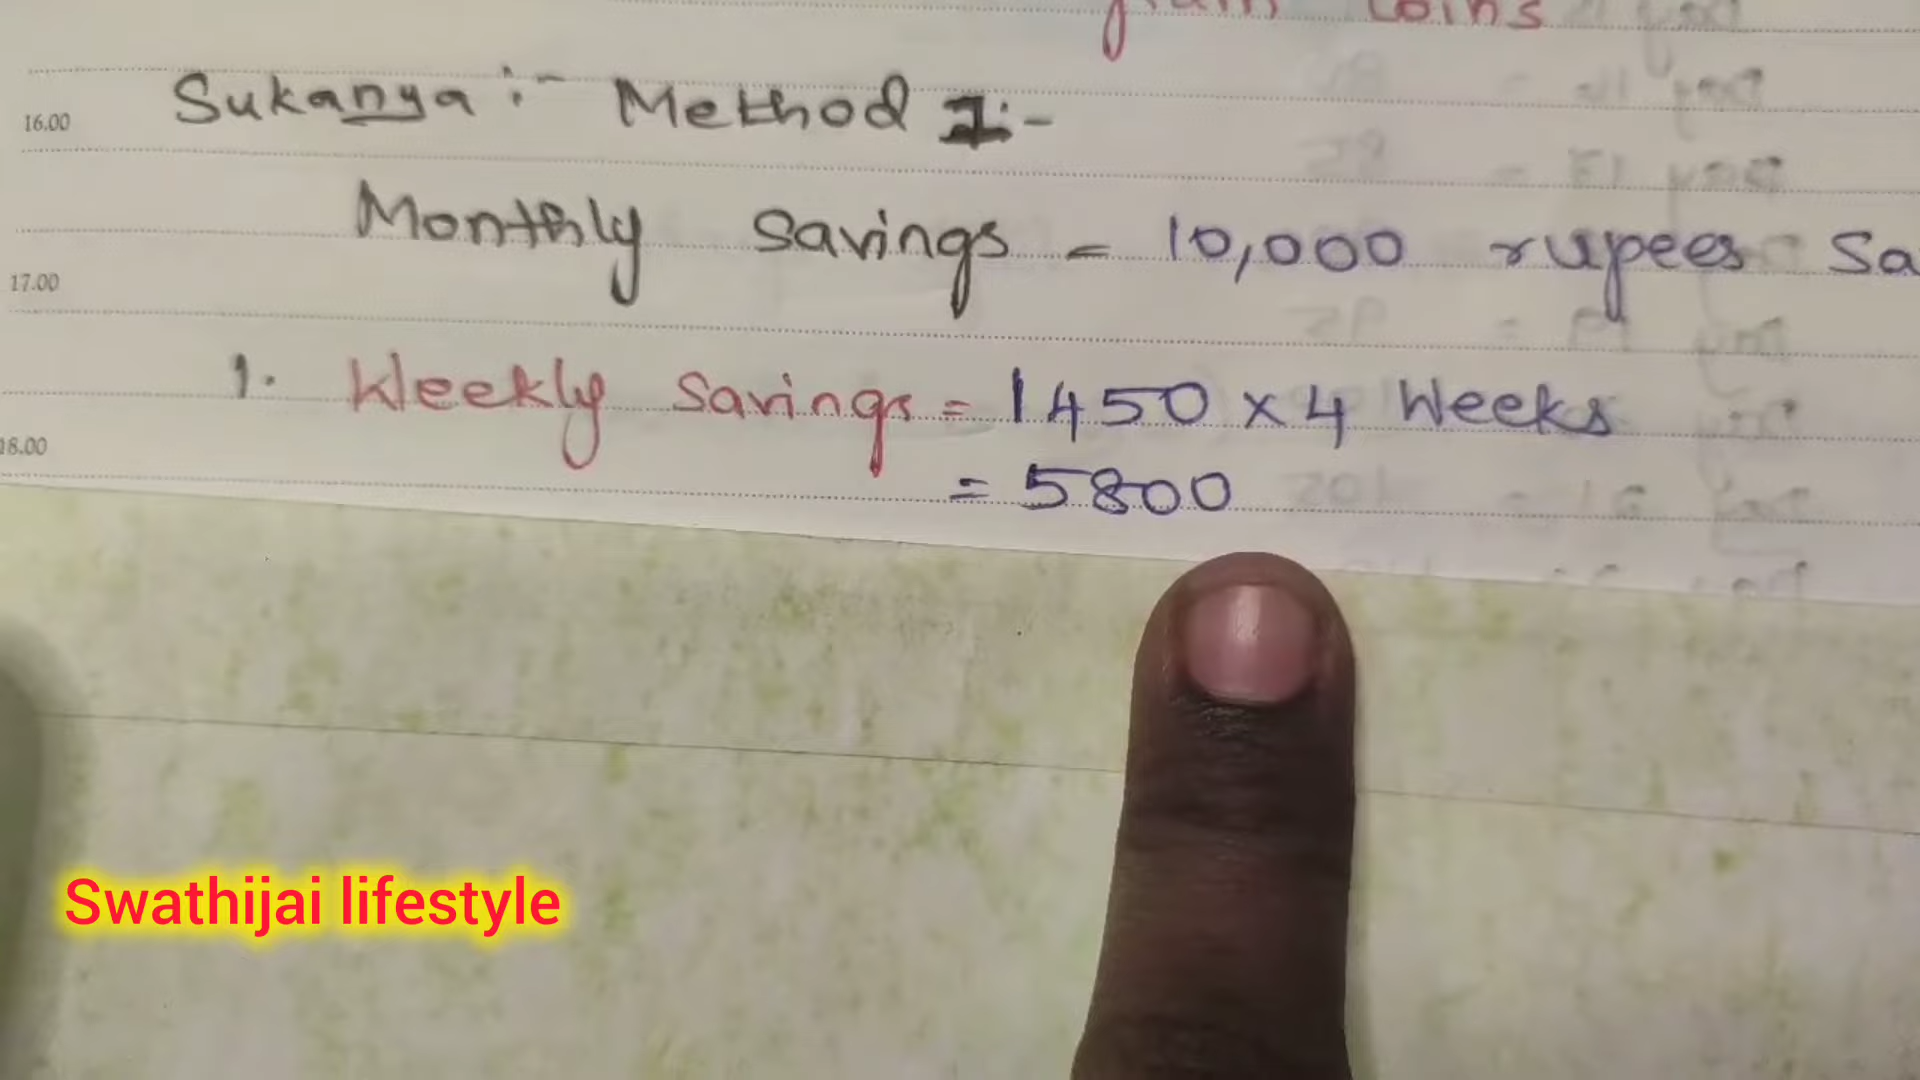 coins
16.00
Sukanya :- Method I:-
Monthly Savings = 10,000 rupees Sa
17.00
1. Weekly Savings = 1450 x 4 Weeks
18.00
= 5800
Swathijai lifestyle